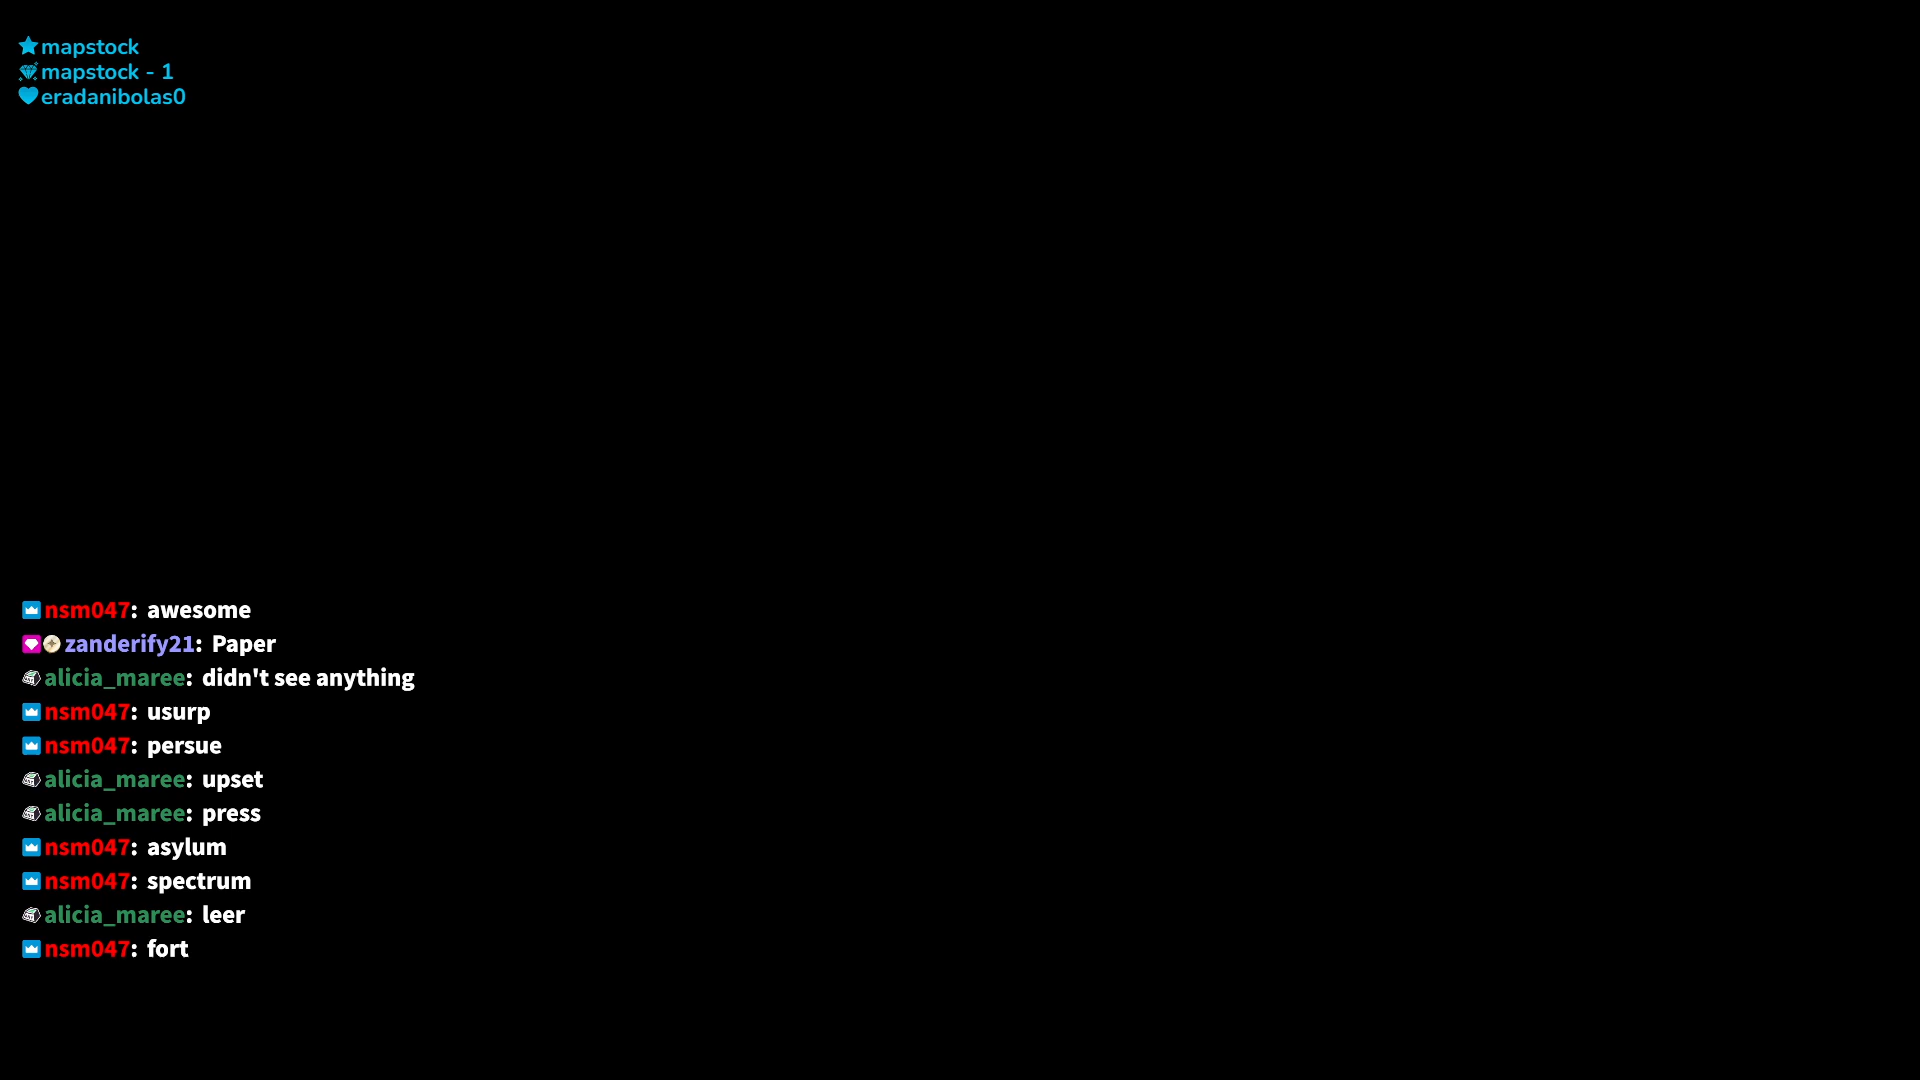 mapstock
mapstock - 1
eradanibolas0
nsm047: awesome
zanderify21: Paper
alicia_maree: didn't see anything
nsm047: usurp
nsm047: persue
alicia_maree: upset
alicia_maree: press
nsm047: asylum
nsm047: spectrum
alicia_maree: leer
nsm047: fort